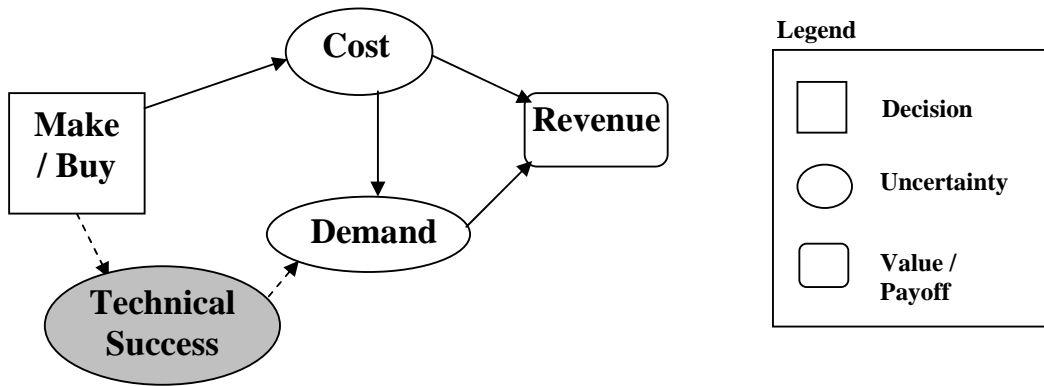 Cost
Legend
Make
/ Buy
Revenue
Decision
Uncertainty
Demand
Value /
Payoff
Technical
Success